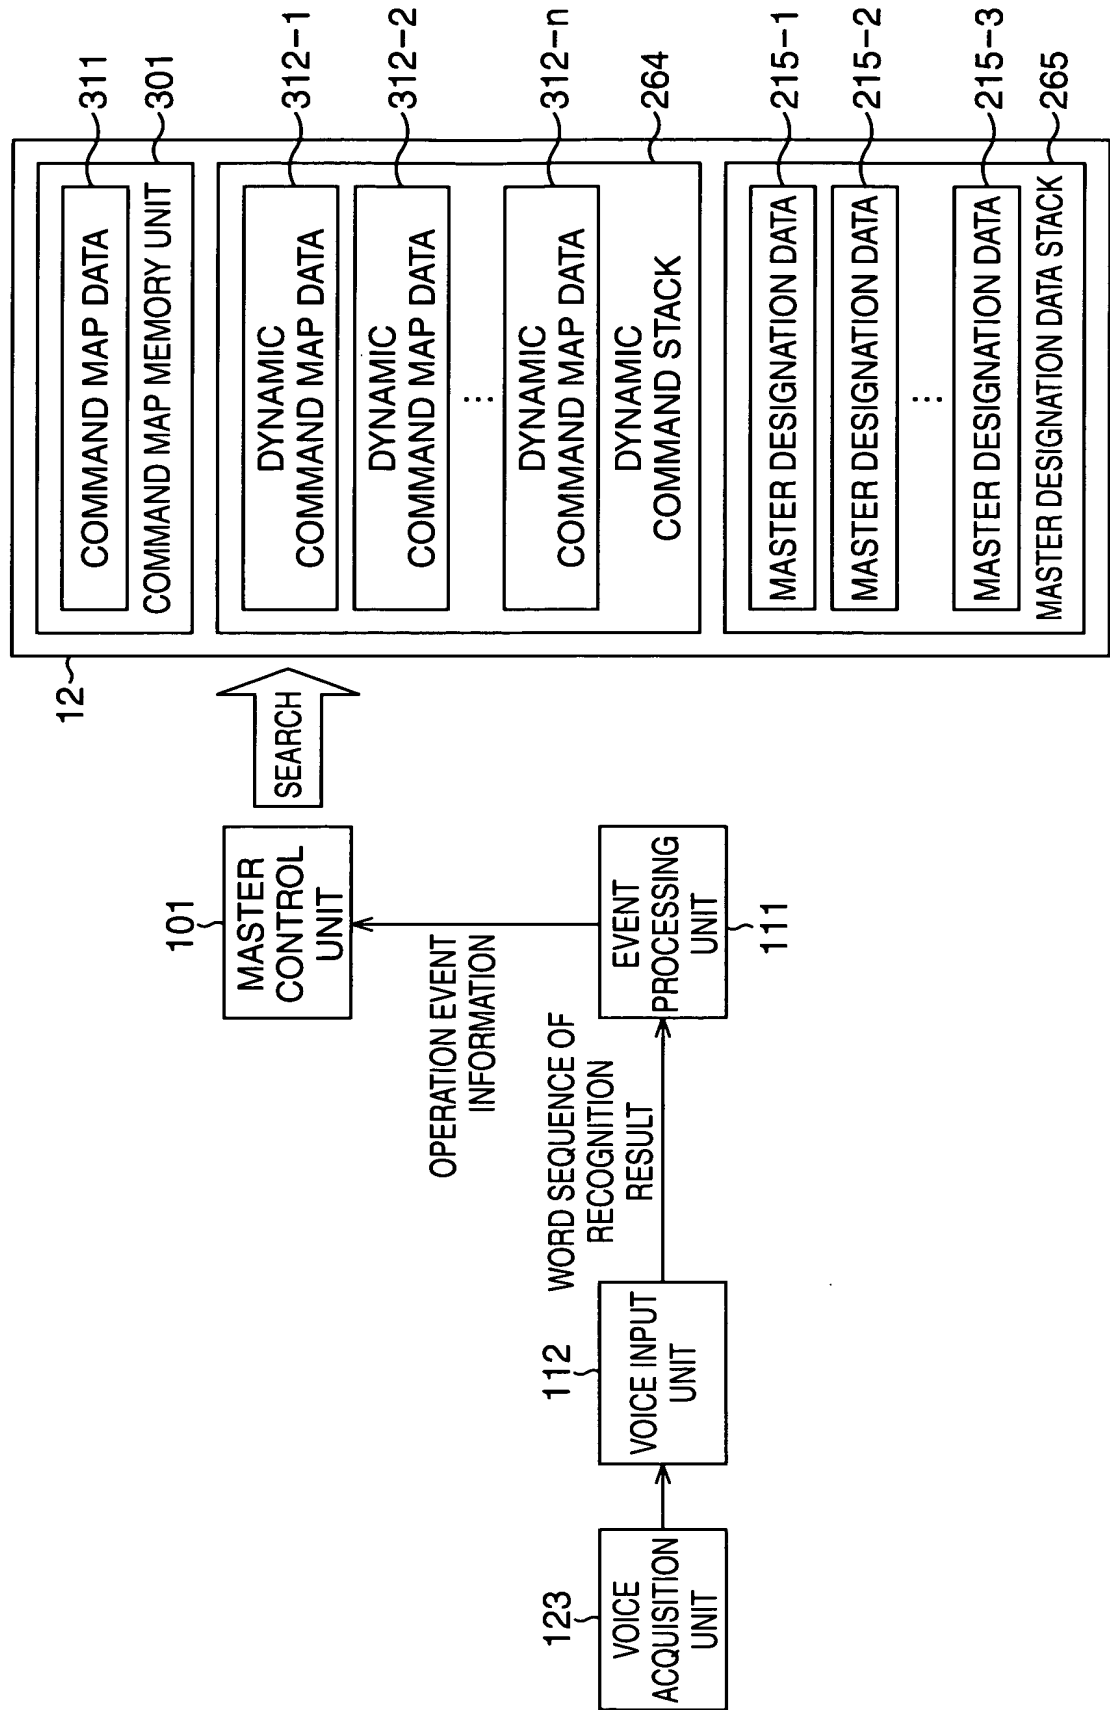 123
VOICE
ACQUISITION
UNIT
112
VOICE INPUT
UNIT
WORD SEQUENCE OF
RECOGNITION
RESULT
EVENT
PROCESSING
UNIT
111
OPERATION EVENT
INFORMATION
101
MASTER
CONTROL
UNIT
SEARCH
12
COMMAND MAP DATA
311
COMMAND MAP MEMORY UNIT
301
DYNAMIC
COMMAND MAP DATA
312-1
DYNAMIC
COMMAND MAP DATA
312-2
...
DYNAMIC
COMMAND MAP DATA
312-n
DYNAMIC
COMMAND STACK
264
MASTER DESIGNATION DATA
215-1
MASTER DESIGNATION DATA
215-2
...
MASTER DESIGNATION DATA
215-3
MASTER DESIGNATION DATA STACK
265